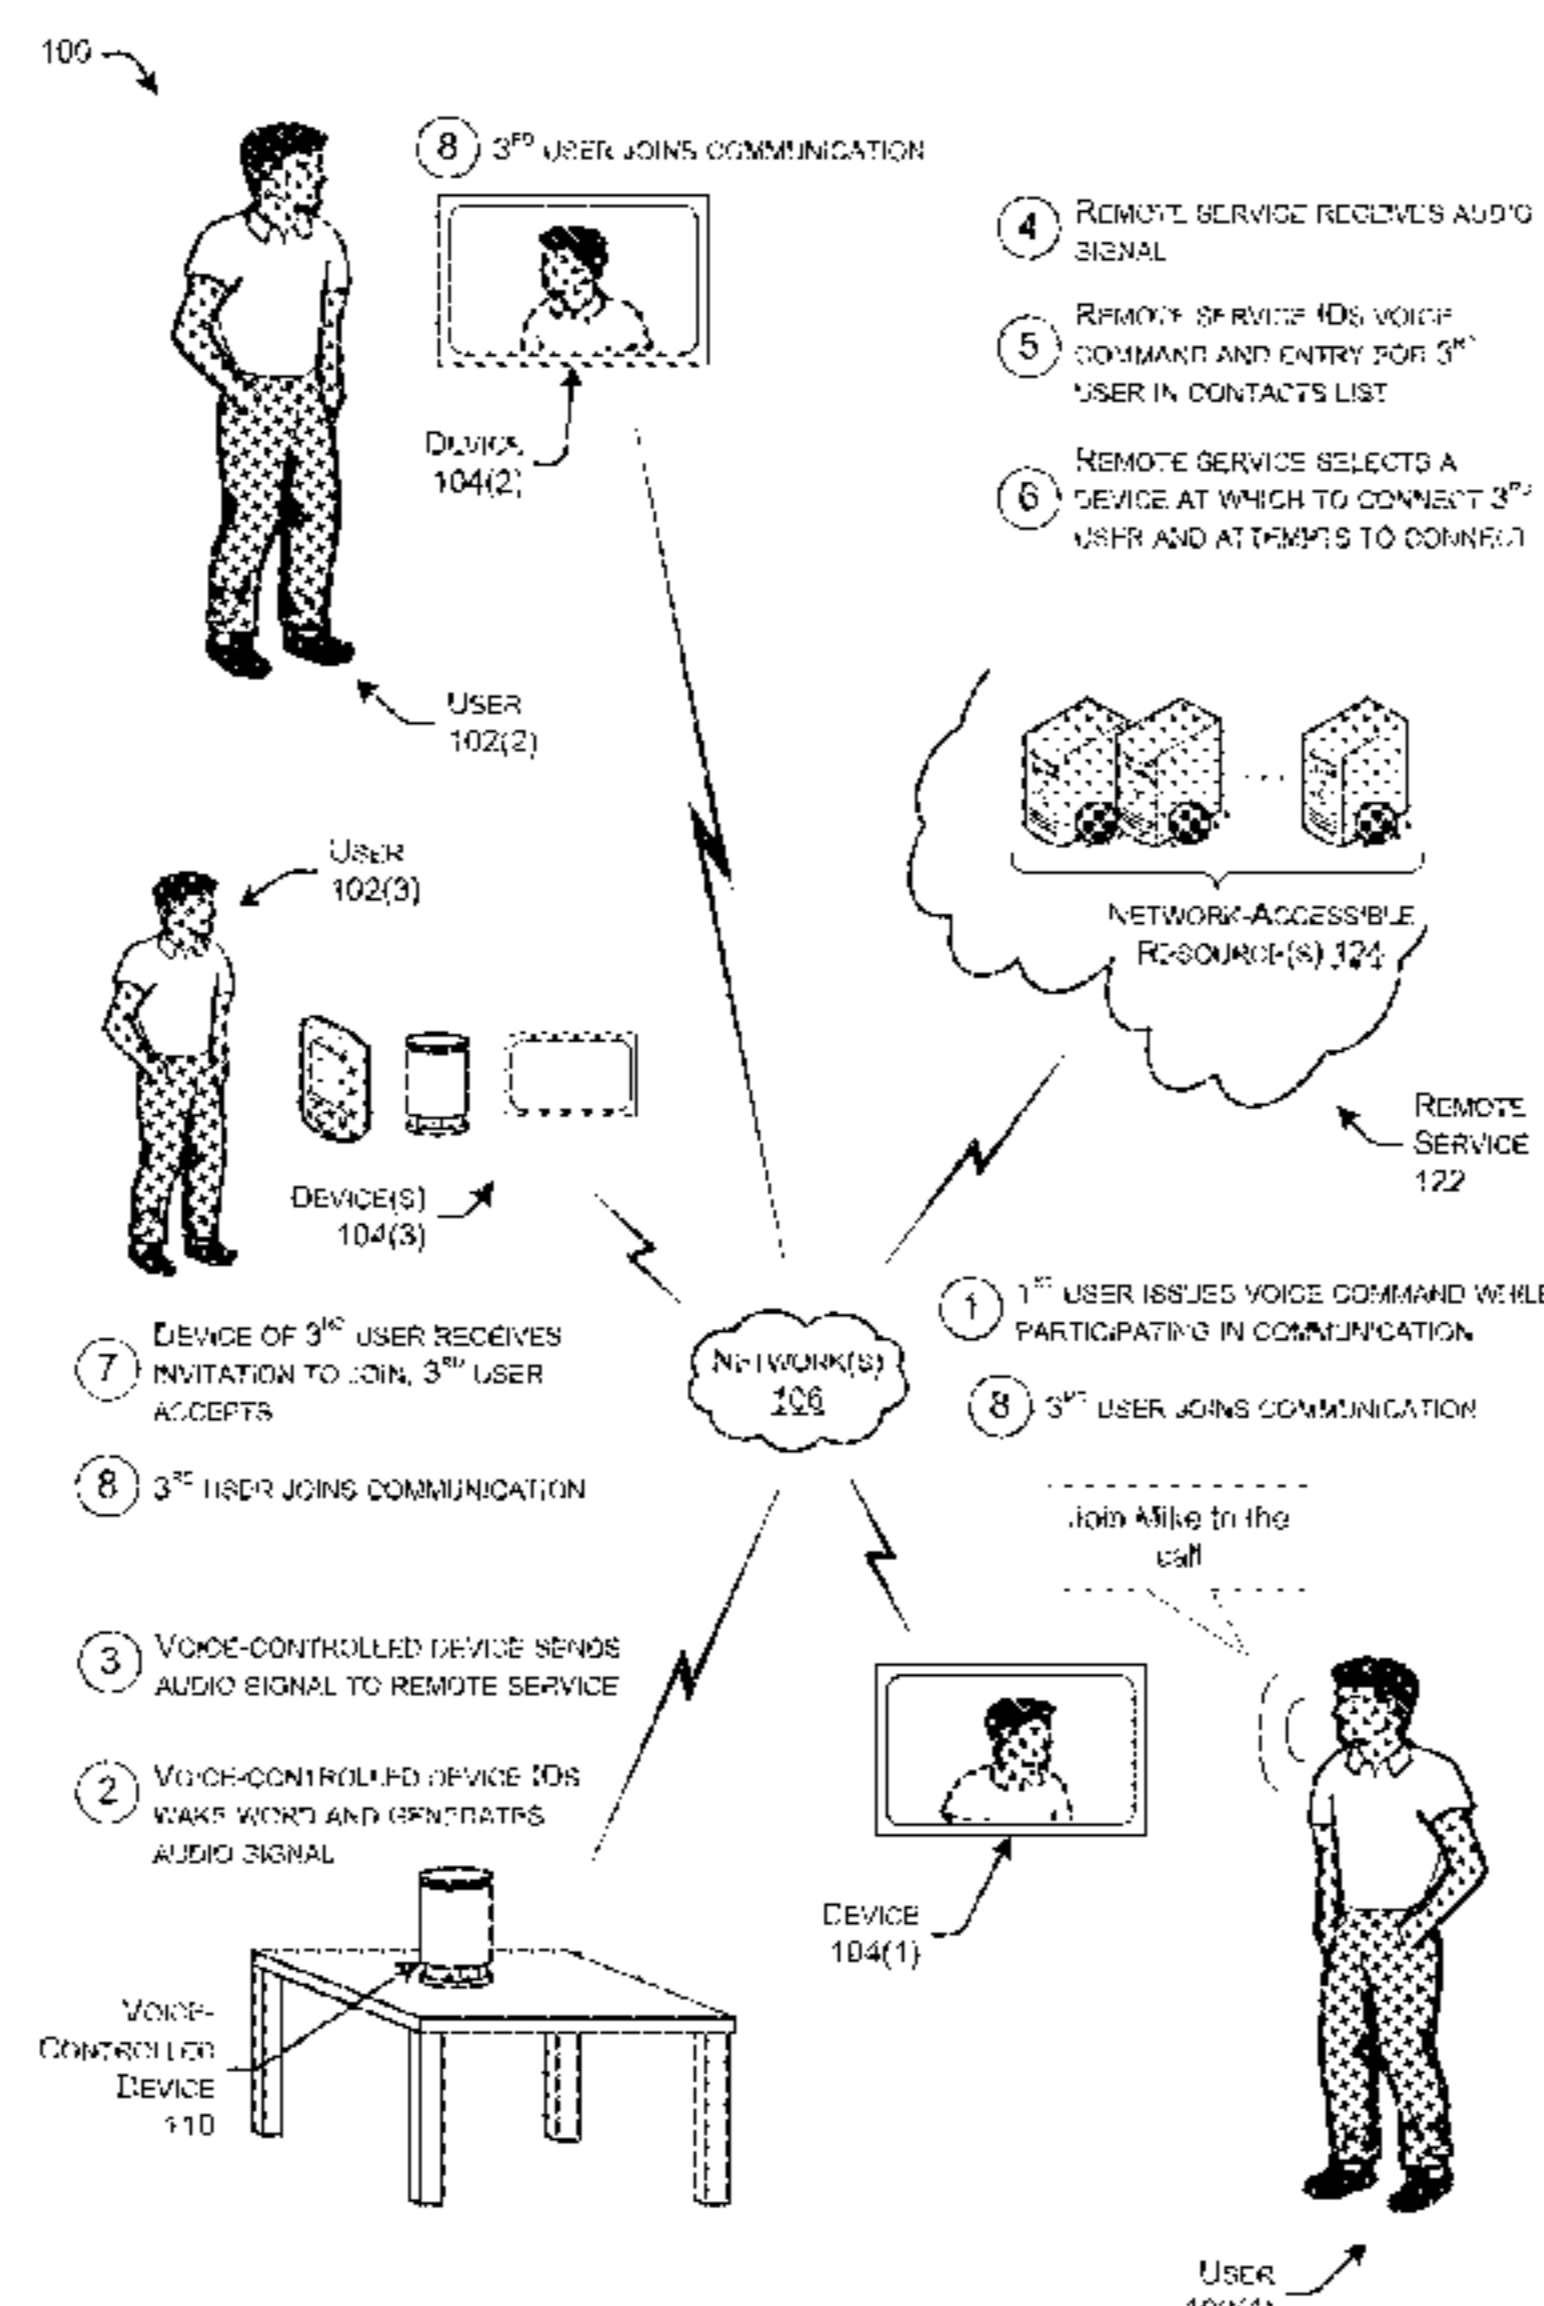 100
8 3RD USER JOINS COMMUNICATION
4 REMOTE SERVICE RECEIVES AUDIO
SIGNAL
5 REMOTE SERVICE IDS VOICE
COMMAND AND ENTRY FOR 3RD
USER IN CONTACTS LIST
6 REMOTE SERVICE SELECTS A
DEVICE AT WHICH TO CONNECT 3RD
USER AND ATTEMPTS TO CONNECT
DEVICE
104(2)
USER
102(2)
USER
102(3)
NETWORK-ACCESSIBLE
RESOURCE(S) 124
DEVICE(S)
104(3)
REMOTE
SERVICE
122
1 1ST USER ISSUES VOICE COMMAND WHILE
PARTICIPATING IN COMMUNICATION
8 3RD USER JOINS COMMUNICATION
7 DEVICE OF 3RD USER RECEIVES
INVITATION TO JOIN, 3RD USER
ACCEPTS
8 3RD USER JOINS COMMUNICATION
NETWORK(S)
106
Join Mike to the
call
3 VOICE-CONTROLLED DEVICE SENDS
AUDIO SIGNAL TO REMOTE SERVICE
2 VOICE-CONTROLLED DEVICE IDS
WAKE WORD AND GENERATES
AUDIO SIGNAL
DEVICE
104(1)
VOICE-
CONTROLLED
DEVICE
110
USER